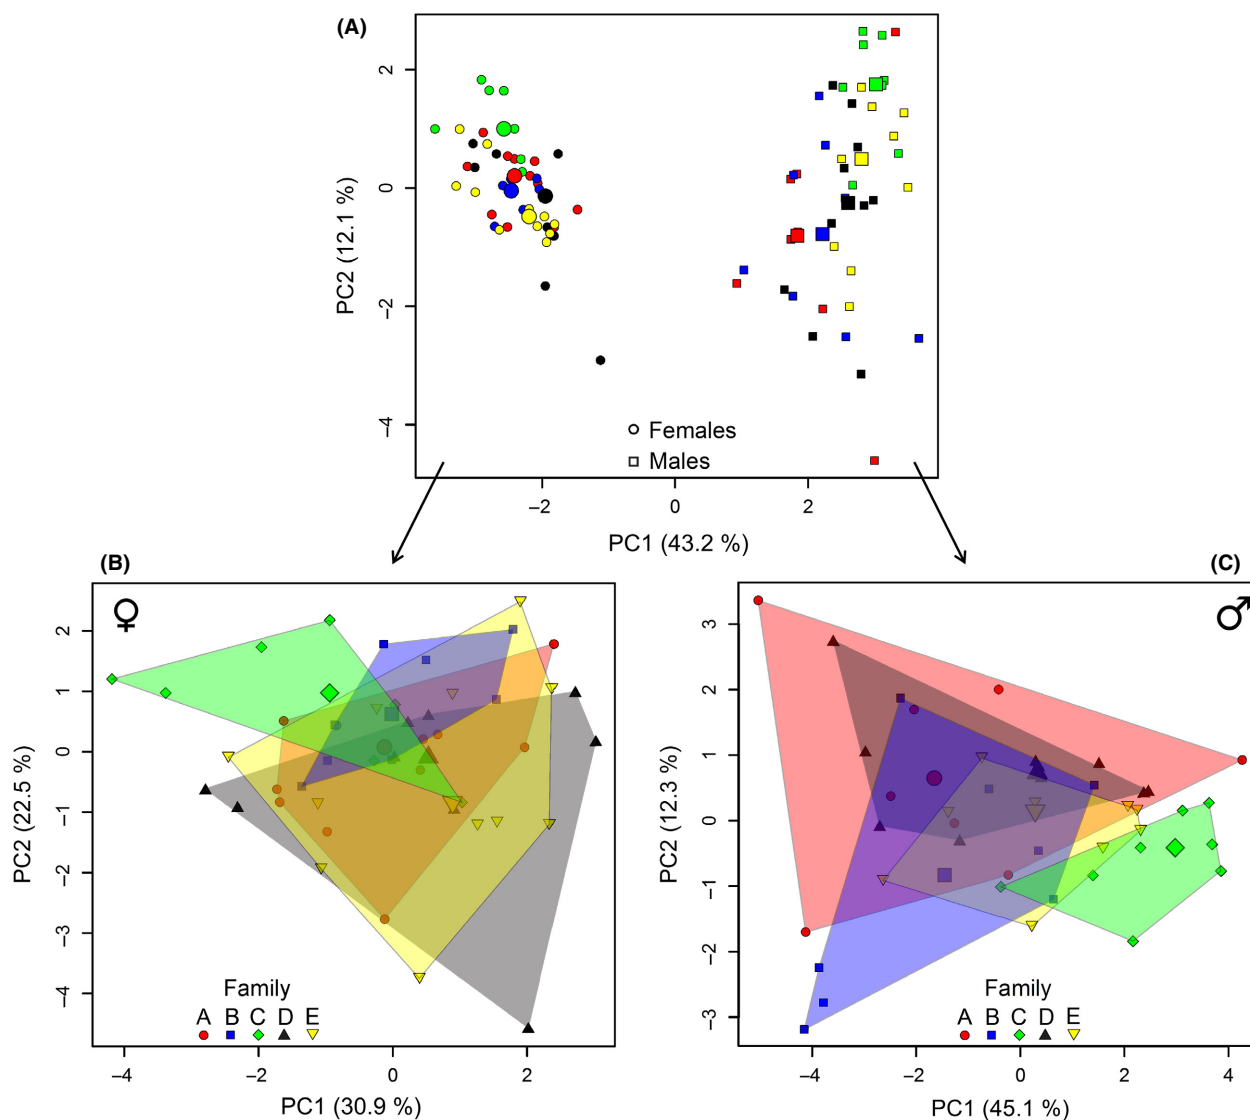 (A)
2
0
−2
−4
PC2 (12.1 %)
Females
Males
−2
0
2
PC1 (43.2 %)
(B)
♀
2
1
0
−1
−2
−3
−4
PC2 (22.5 %)
Family
A B C D E
−4
−2
0
2
PC1 (30.9 %)
(C)
♂
3
2
1
0
−1
−2
−3
PC2 (12.3 %)
Family
A B C D E
−4
−2
0
2
4
PC1 (45.1 %)